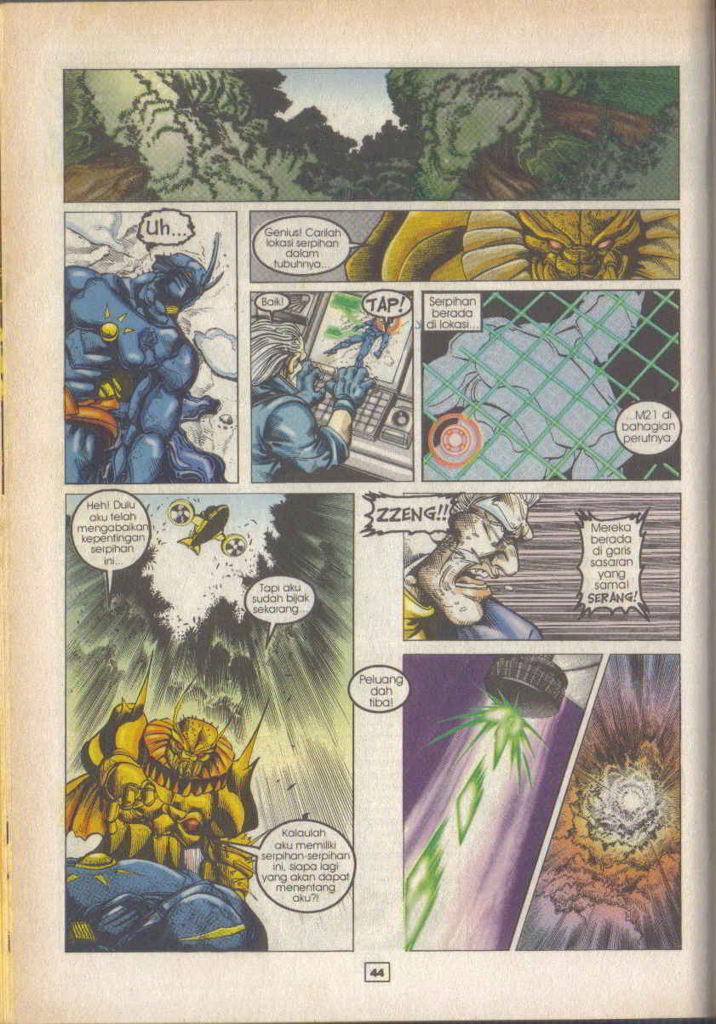 Uh...
Genius! Carilah
lokasi serpihan
dalam
tubuhnya...
Baik!
TAP!
Serpihan
berada
di lokasi...
...M21 di
bahagian
perutnya.
Heh! Dulu
aku telah
mengabaikan
kepentingan
serpihan
ini...
Tapi aku
sudah bijak
sekarang...
Kalaulah
aku memiliki
serpihan-serpihan
ini, siapa lagi
yang akan dapat
menentang
aku?!
ZZENG!!
Mereka
berada
di garis
sasaran
yang
sama!
SERANG!
Peluang
dah
tiba!
44